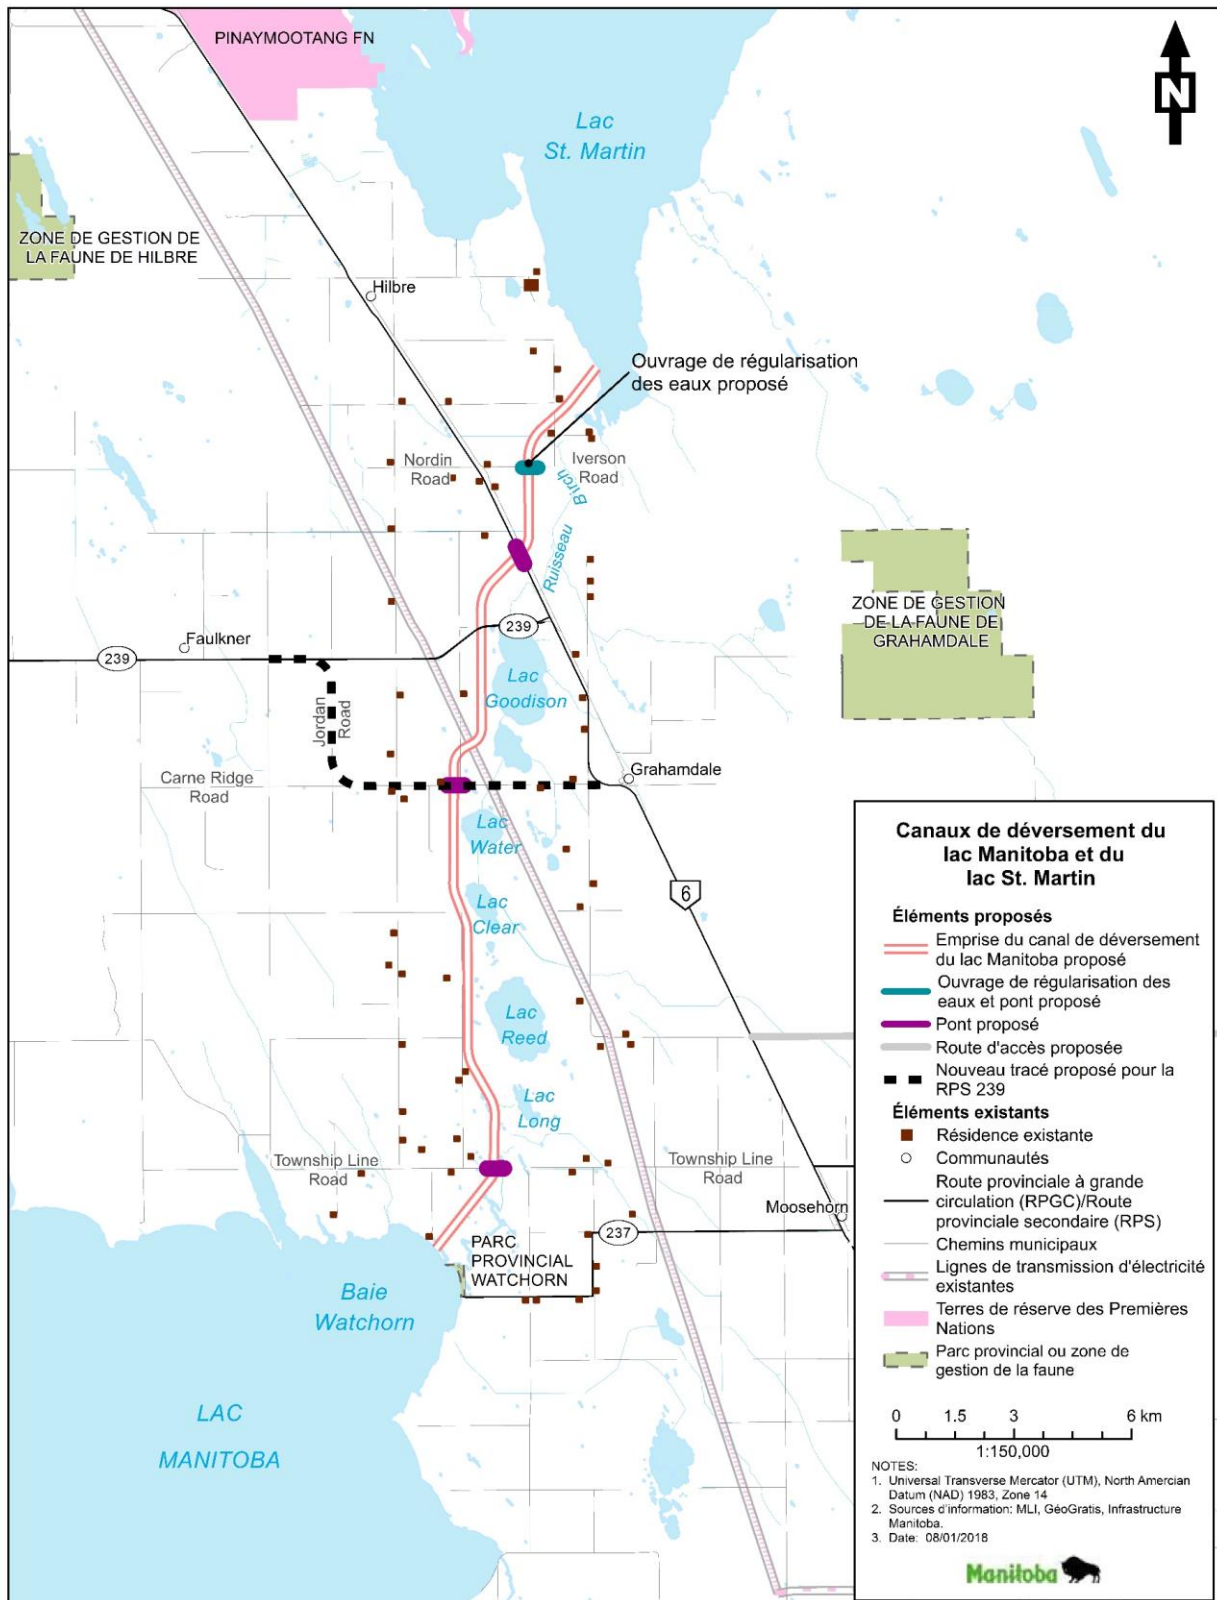 PINAYMOOTANG FN
N
Lac
St. Martin
ZONE DE GESTION DE
LA FAUNE DE HILBRE
Hilbre
Ouvrage de régularisation
des eaux proposé
Nordin
Road
Iverson
Road
Ruisseau Birch
ZONE DE GESTION
DE LA FAUNE DE
GRAHAMDALE
Faulkner
239
239
Lac
Goodison
Jordan
Road
Carne Ridge
Road
Grahamdale
Lac
Water
6
Lac
Clear
Lac
Reed
Lac
Long
Township Line
Road
Township Line
Road
Moosehorn
237
PARC
PROVINCIAL
WATCHORN
Baie
Watchorn
LAC
MANITOBA
Canaux de déversement du
lac Manitoba et du
lac St. Martin
Éléments proposés
Emprise du canal de déversement
du lac Manitoba proposé
Ouvrage de régularisation des
eaux et pont proposé
Pont proposé
Route d'accès proposée
Nouveau tracé proposé pour la
RPS 239
Éléments existants
Résidence existante
Communautés
Route provinciale à grande
circulation (RPGC)/Route
provinciale secondaire (RPS)
Chemins municipaux
Lignes de transmission d'électricité
existantes
Terres de réserve des Premières
Nations
Parc provincial ou zone de
gestion de la faune
0 1.5 3 6 km
1:150,000
NOTES:
1. Universal Transverse Mercator (UTM), North Amercian
Datum (NAD) 1983, Zone 14
2. Sources d'information: MLI, GéoGratis, Infrastructure
Manitoba.
3. Date: 08/01/2018
Manitoba